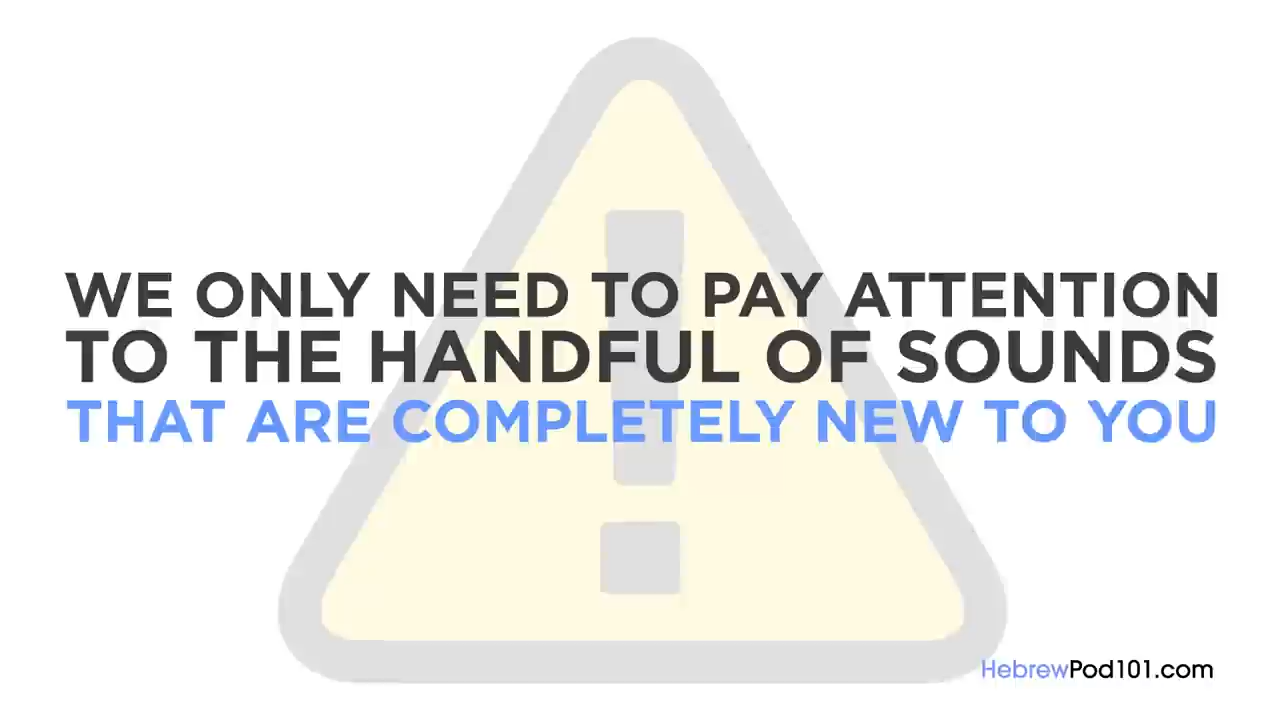 WE ONLY NEED TO PAY ATTENTION
TO THE HANDFUL OF SOUNDS
THAT ARE COMPLETELY NEW TO YOU
HebrewPod101.com